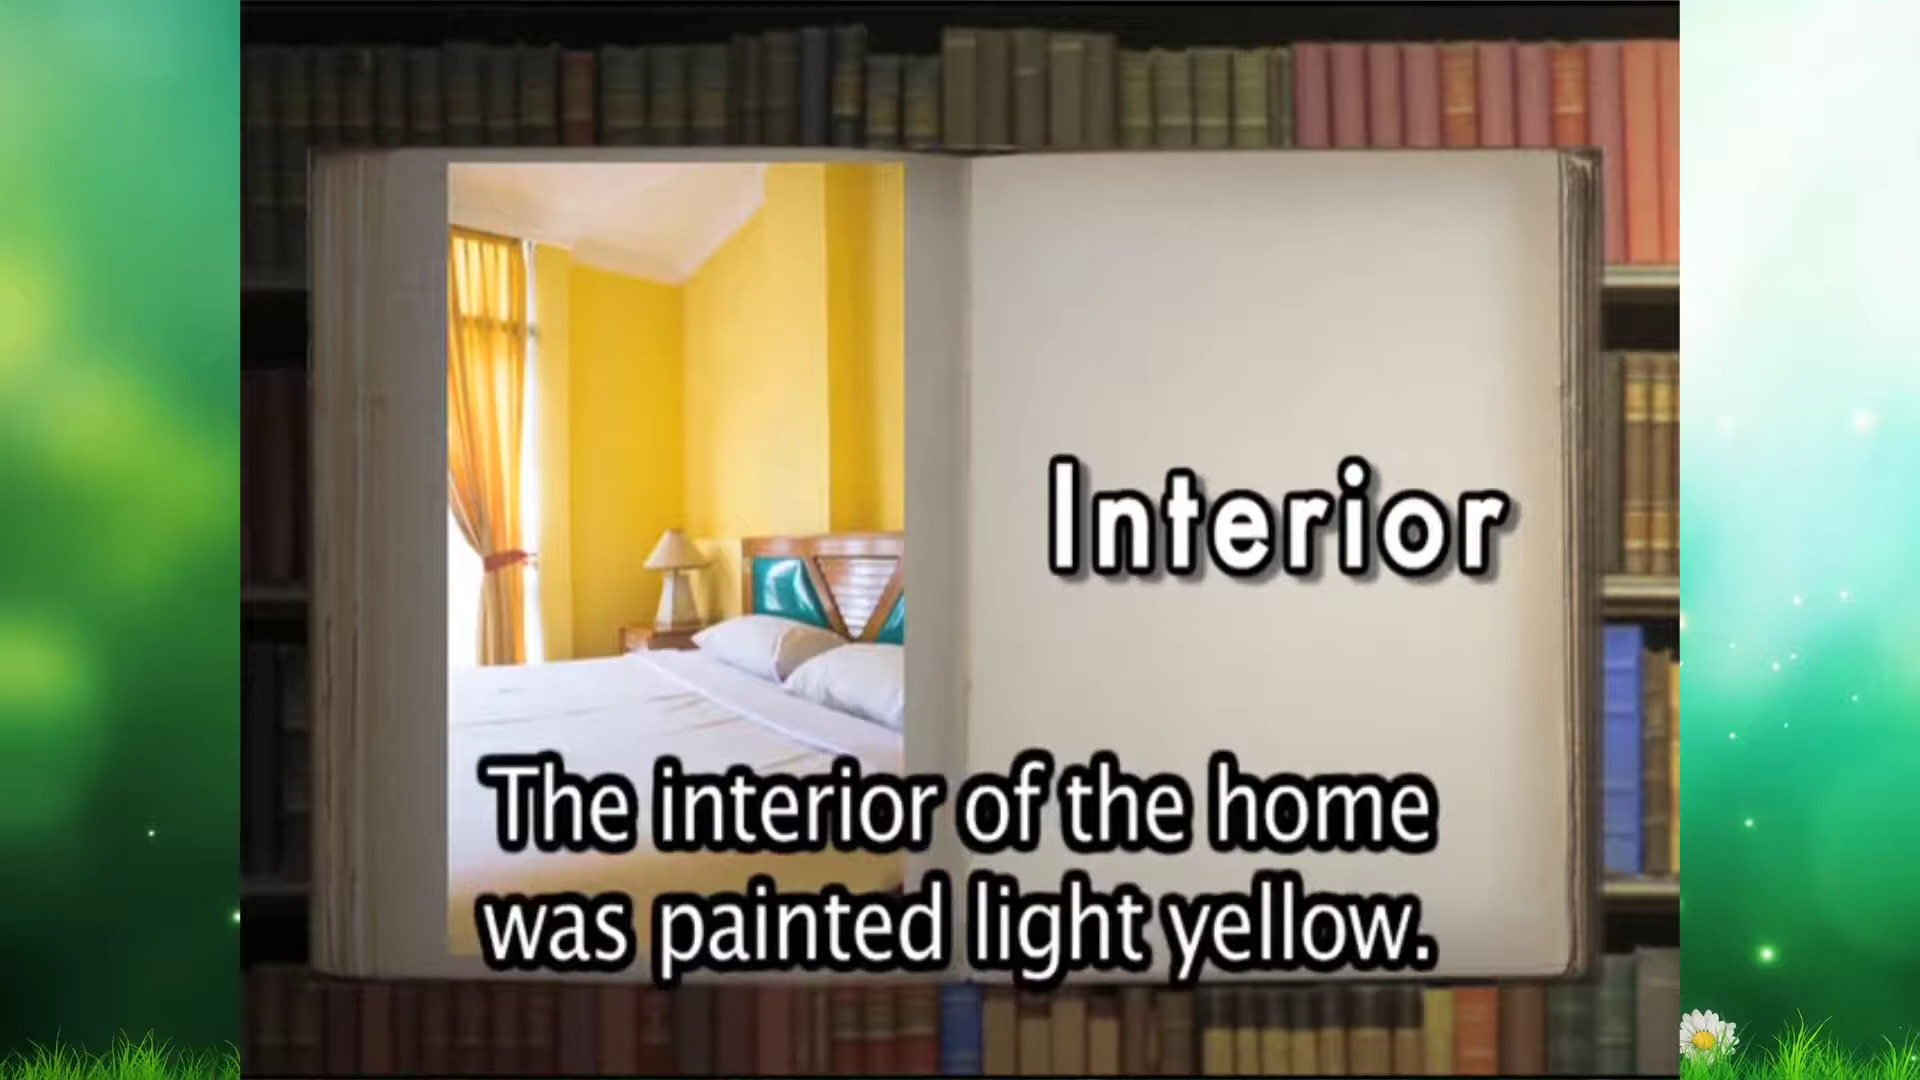 Interior
The interior of the home
was painted light yellow.